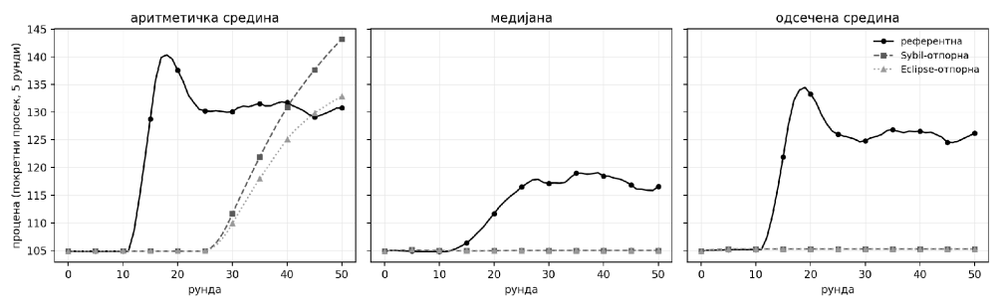 аритметичка средина
медијана
одсечена средина
процена (покретни просек, 5 рунди)
145
140
135
130
125
120
115
110
105
0 10 20 30 40 50
рунда
0 10 20 30 40 50
рунда
референтна
Sybil-отпорна
Eclipse-отпорна
0 10 20 30 40 50
рунда